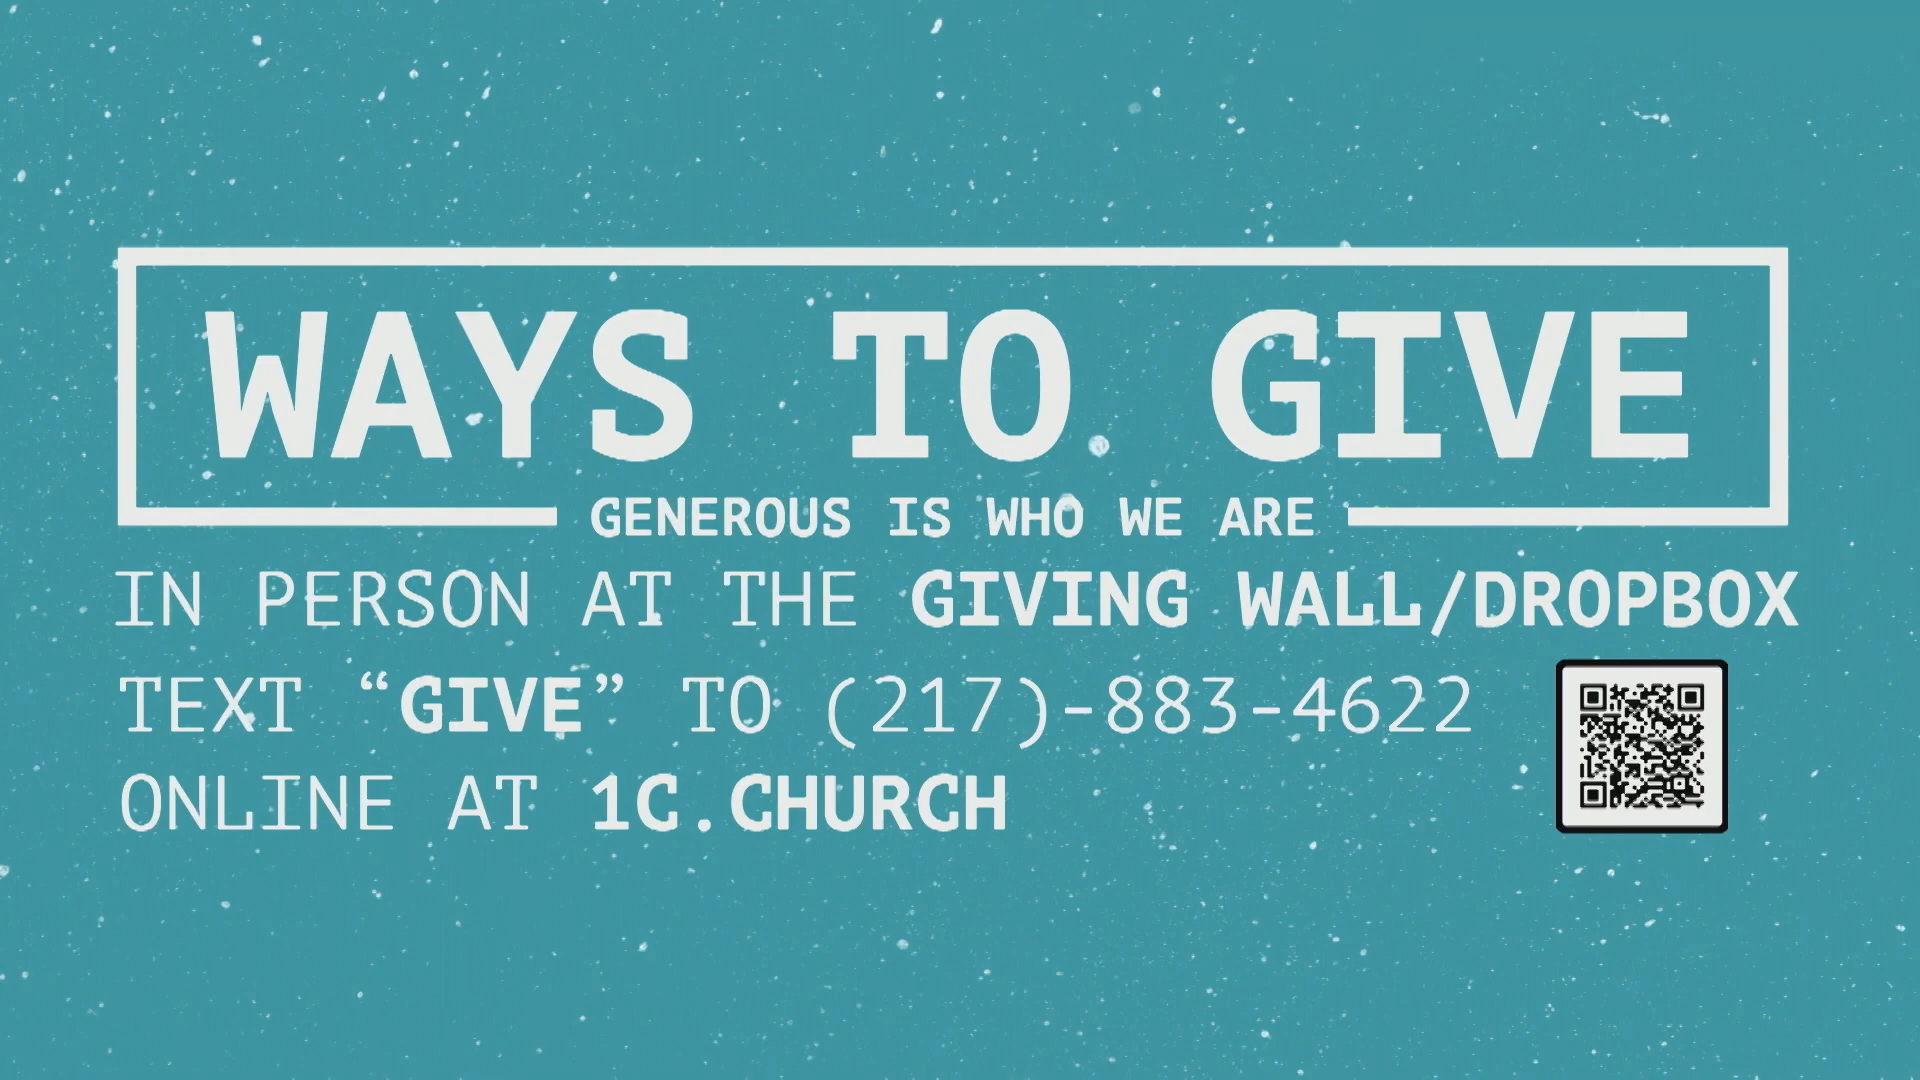 WAYS TO GIVE
GENEROUS IS WHO WE ARE
IN PERSON AT THE GIVING WALL/DROPBOX
TEXT “GIVE” TO (217)-883-4622
ONLINE AT 1C.CHURCH